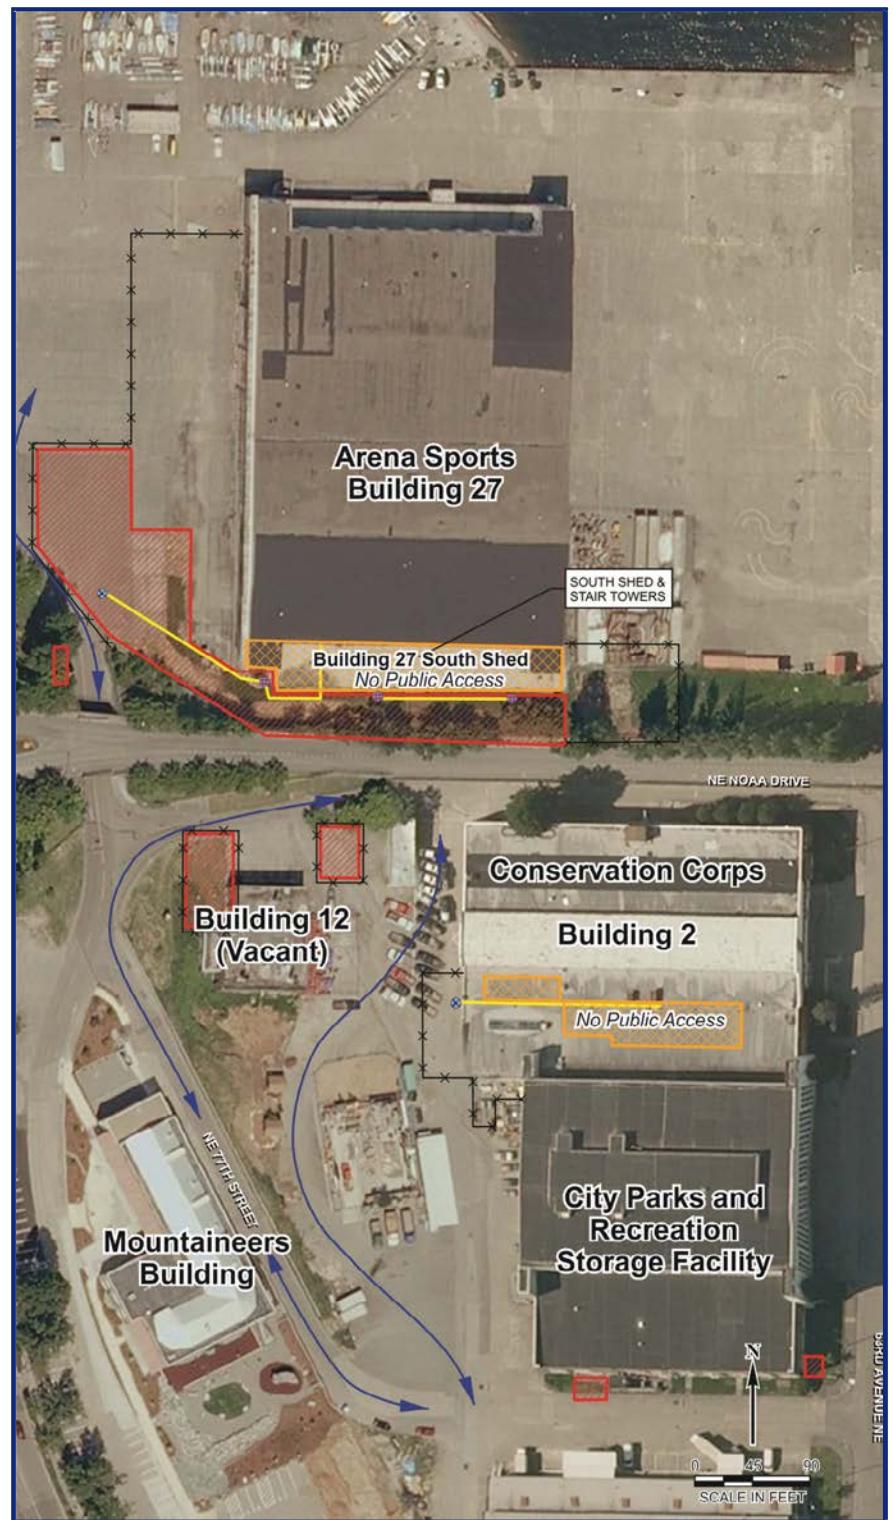 Arena Sports
Building 27
SOUTH SHED &
STAIR TOWERS
Building 27 South Shed
No Public Access
NE NOAA DRIVE
Conservation Corps
Building 2
Building 12
(Vacant)
No Public Access
NE 77TH STREET
City Parks and
Recreation
Storage Facility
Mountaineers
Building
63RD AVENUE NE
N
0 45 90
SCALE IN FEET